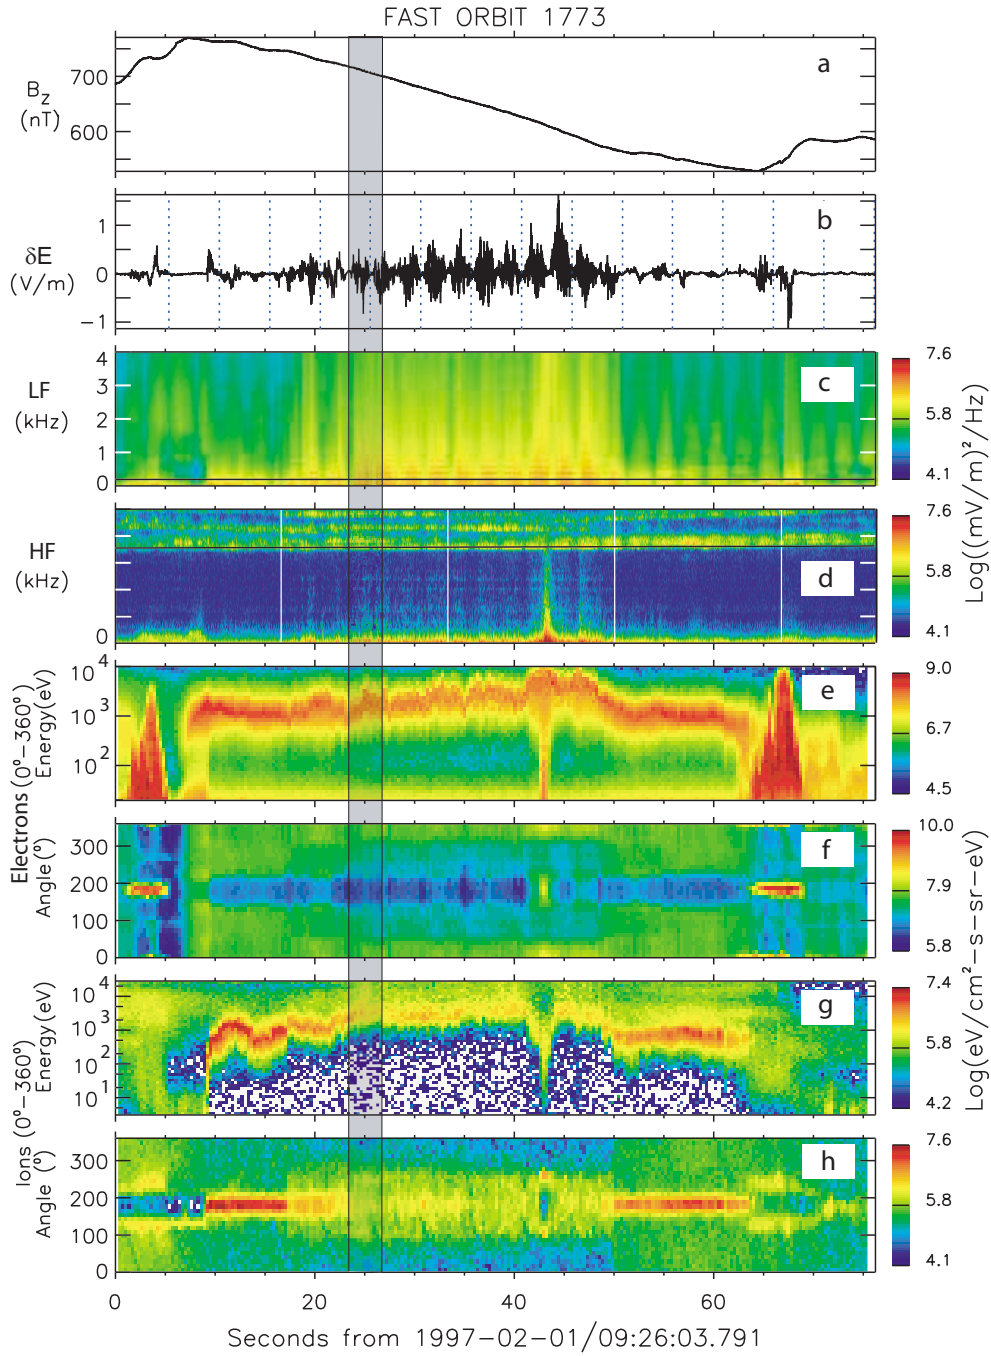 FAST ORBIT 1773
a
B_Z
(nT)
700
600
b
δE
(V/m)
1
0
−1
c
LF
(kHz)
4
3
2
1
0
7.6
5.8
4.1
d
HF
(kHz)
0
7.6
5.8
4.1
Log((mV/m)²/Hz)
e
Electrons (0°−360°)
Energy(eV)
10⁴
10³
10²
9.0
6.7
4.5
f
Angle(°)
300
200
100
0
10.0
7.9
5.8
g
Ions (0°−360°)
Energy (eV)
10⁴
10³
10²
10¹
7.4
5.8
4.2
Log(eV/cm²−s−sr−eV)
h
Angle (°)
300
200
100
0
7.6
5.8
4.1
0 20 40 60
Seconds from 1997−02−01/09:26:03.791